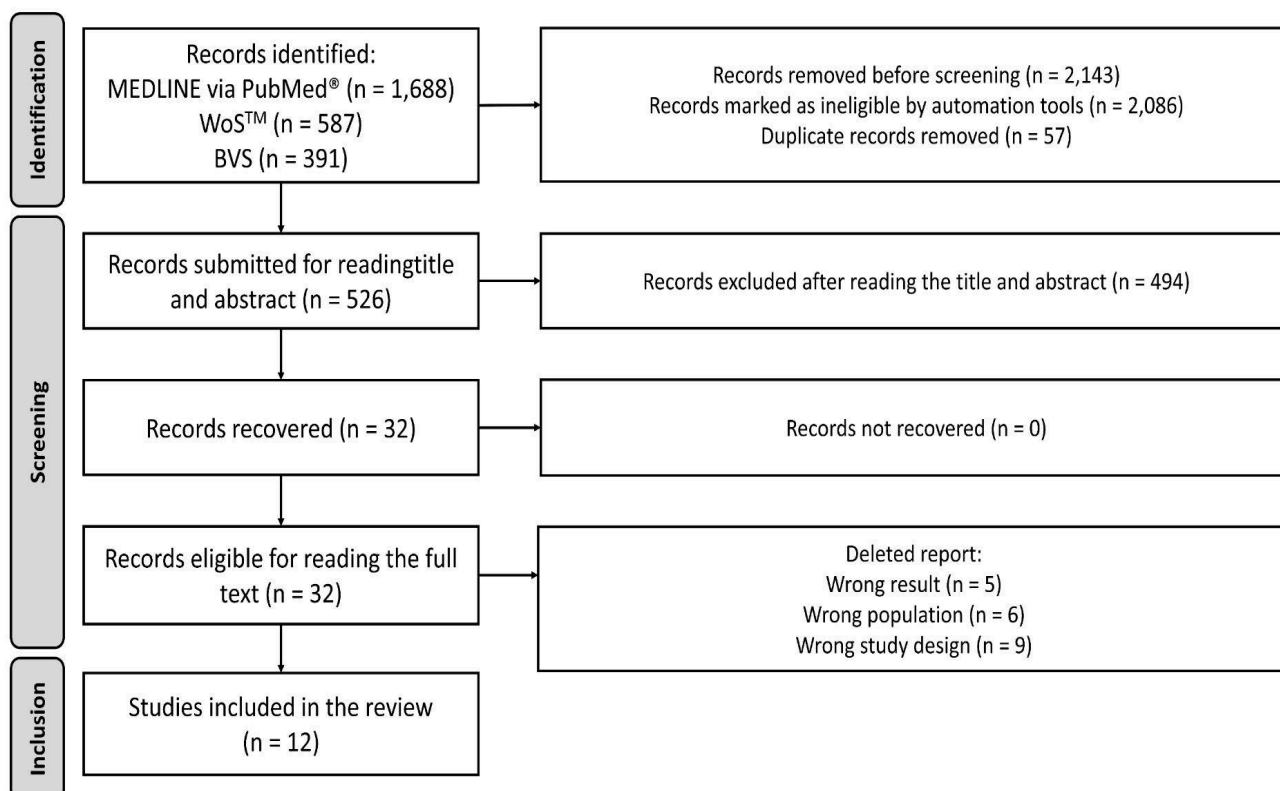 Identification
Records identified:
MEDLINE via PubMed® (n = 1,688)
WoS™ (n = 587)
BVS (n = 391)
Records removed before screening (n = 2,143)
Records marked as ineligible by automation tools (n = 2,086)
Duplicate records removed (n = 57)
Screening
Records submitted for readingtitle
and abstract (n = 526)
Records excluded after reading the title and abstract (n = 494)
Records recovered (n = 32)
Records not recovered (n = 0)
Records eligible for reading the full
text (n = 32)
Deleted report:
Wrong result (n = 5)
Wrong population (n = 6)
Wrong study design (n = 9)
Inclusion
Studies included in the review
(n = 12)